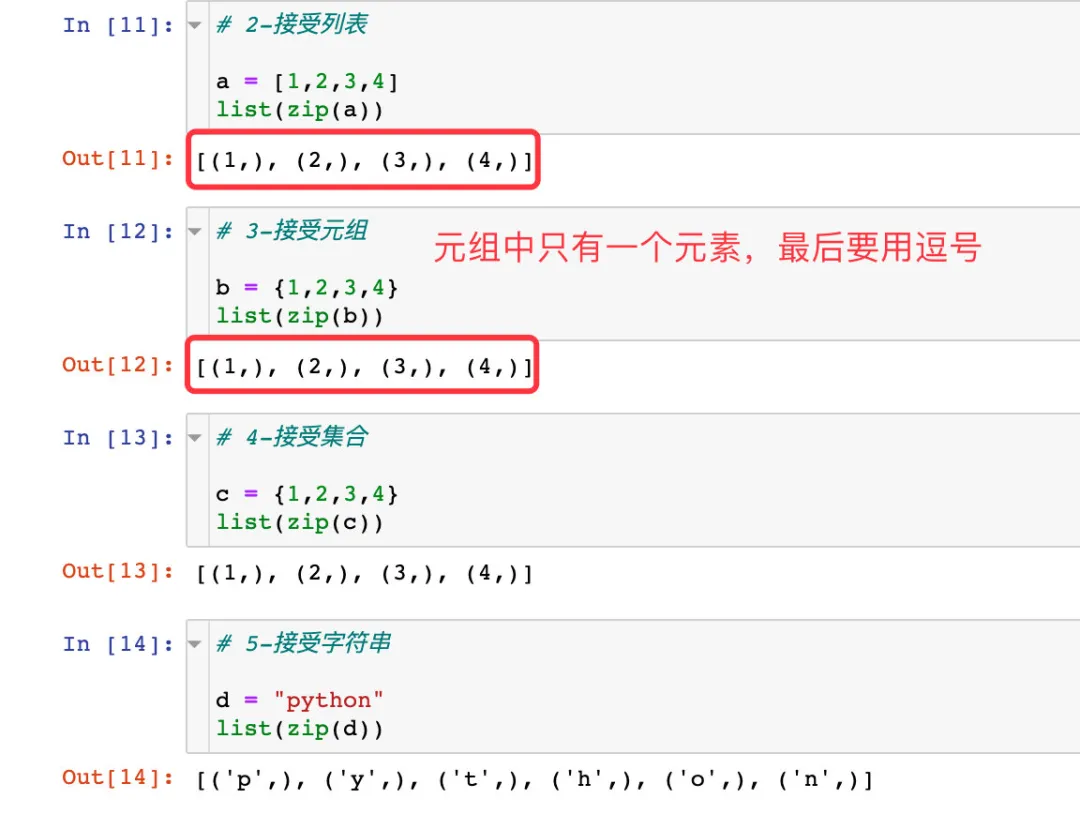 In [11]: # 2-接受列表
a = [1,2,3,4]
list(zip(a))
Out[11]: [(1,), (2,), (3,), (4,)]
In [12]: # 3-接受元组
元组中只有一个元素，最后要用逗号
b = {1,2,3,4}
list(zip(b))
Out[12]: [(1,), (2,), (3,), (4,)]
In [13]: # 4-接受集合
c = {1,2,3,4}
list(zip(c))
Out[13]: [(1,), (2,), (3,), (4,)]
In [14]: # 5-接受字符串
d = "python"
list(zip(d))
Out[14]: [('p',), ('y',), ('t',), ('h',), ('o',), ('n',)]